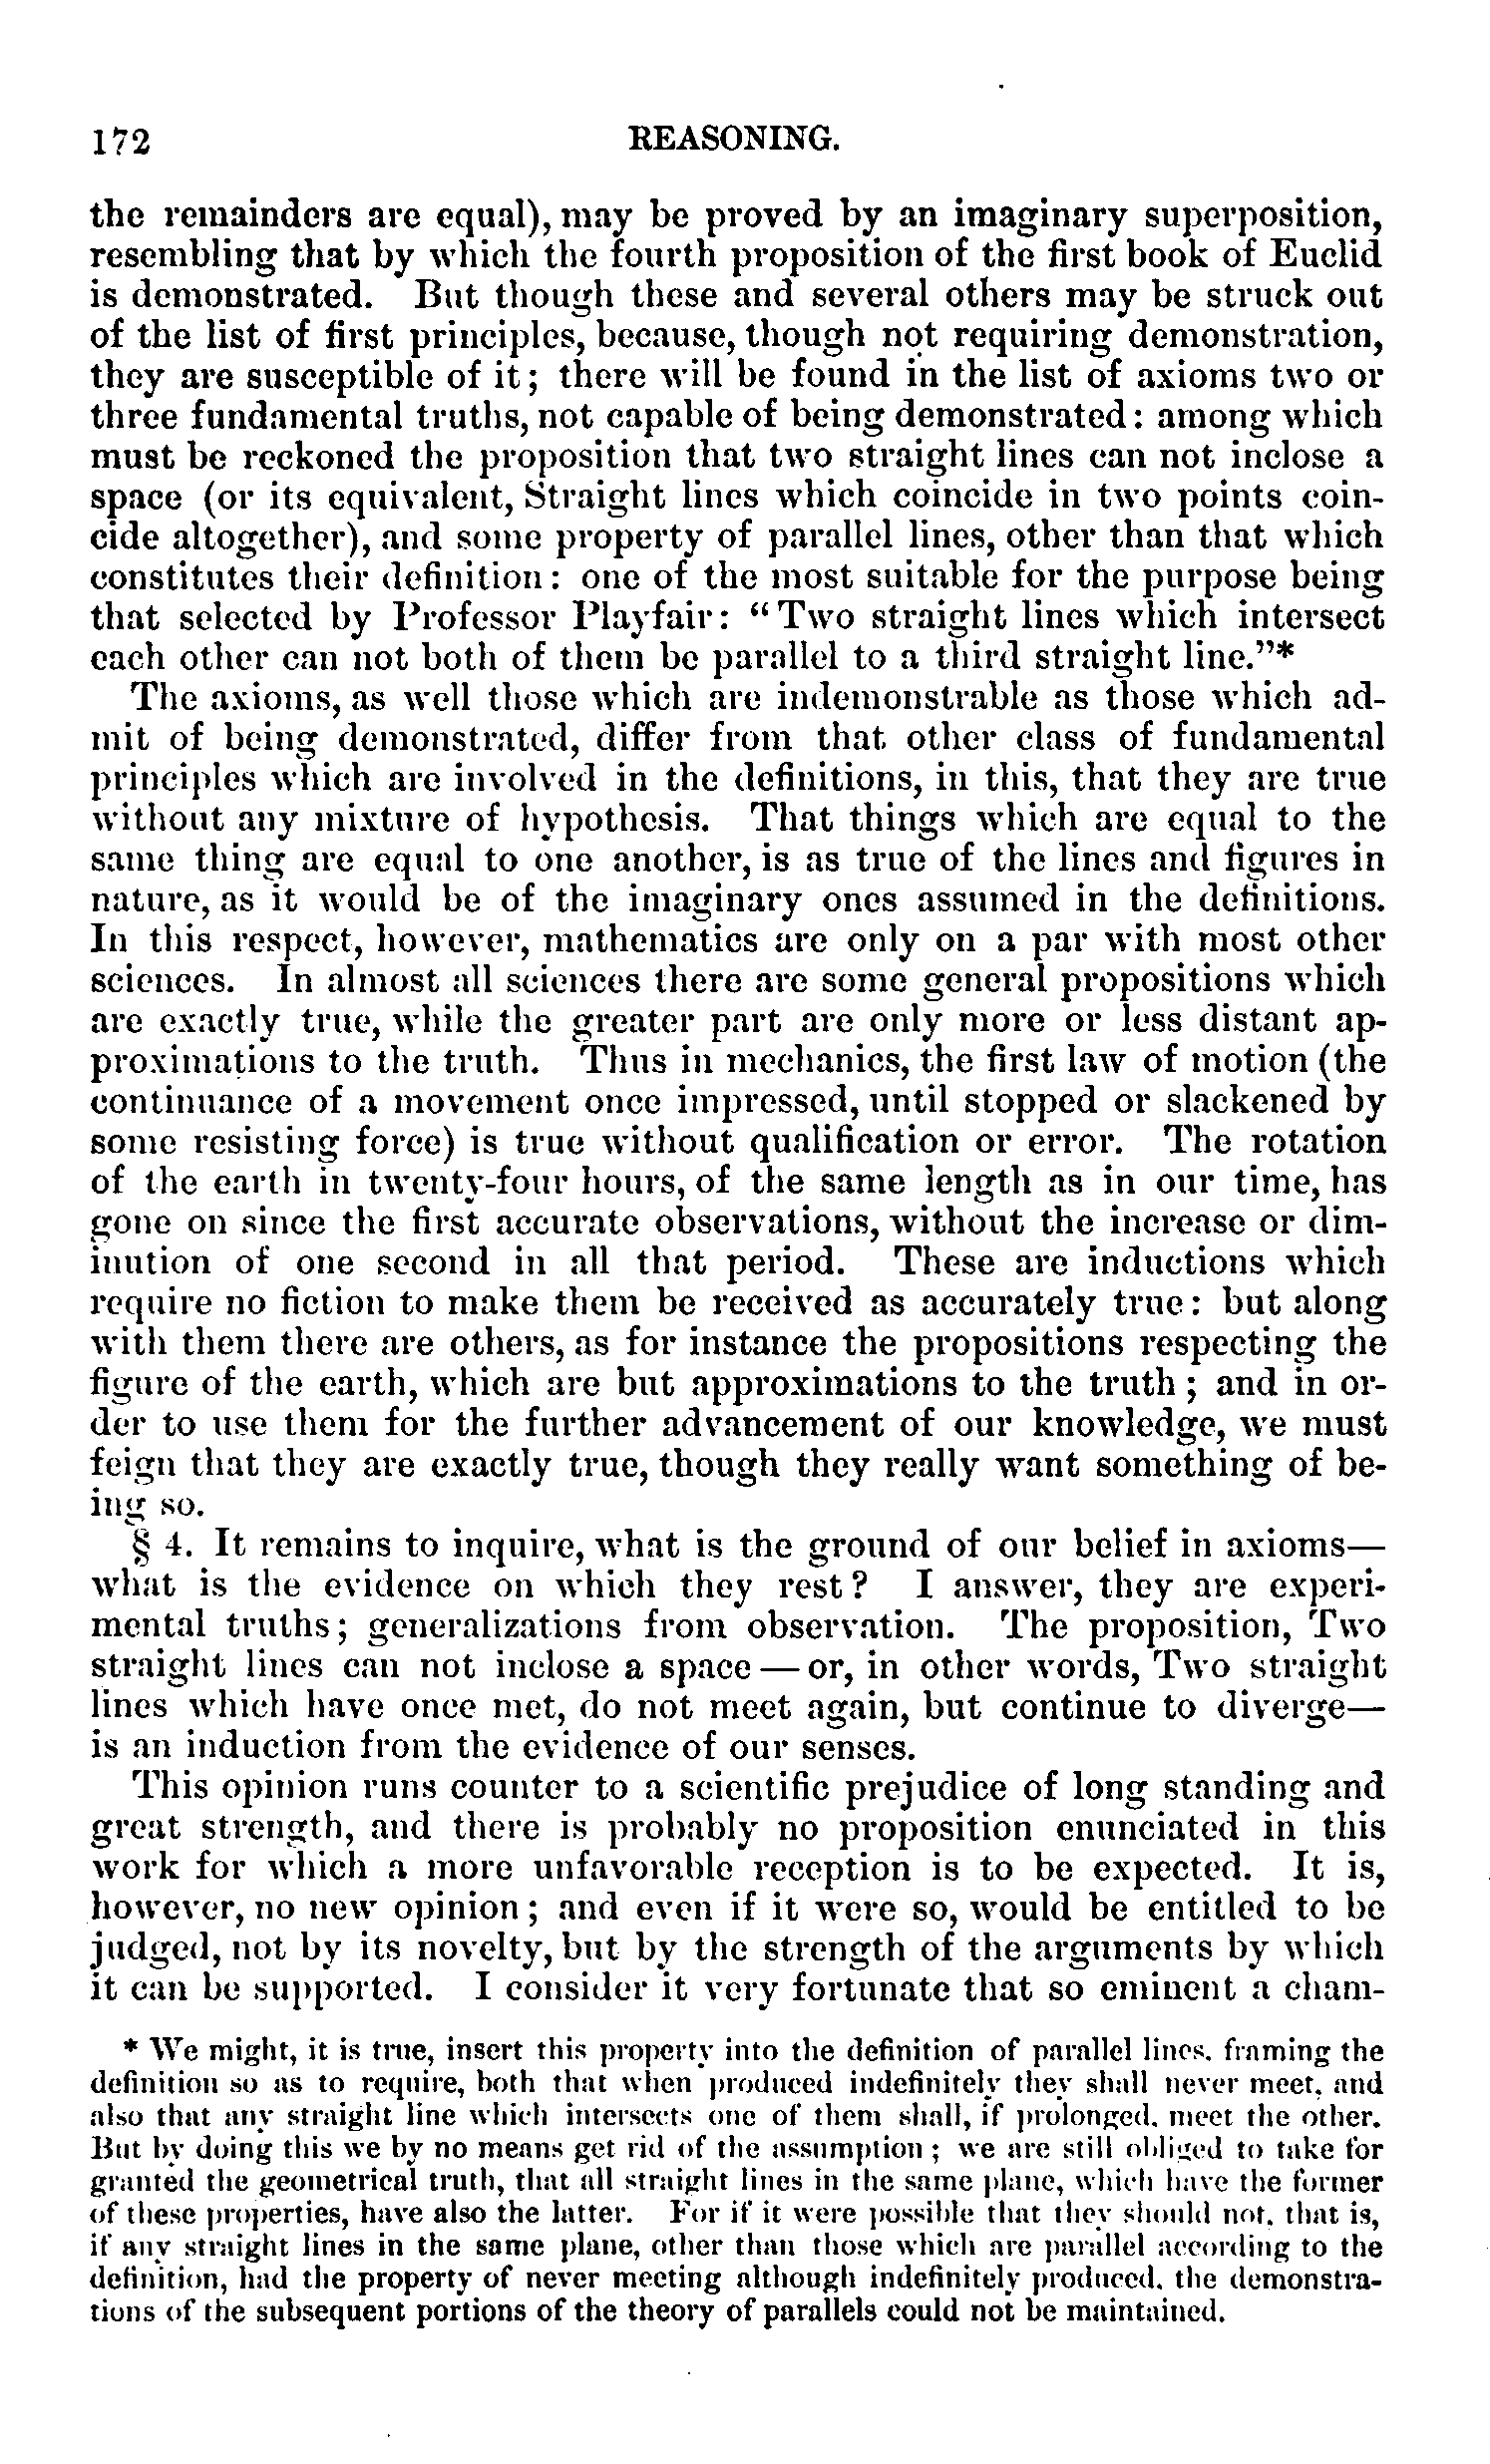 172 REASONING.
the remainders are equal), may be proved by an imaginary superposition,
resembling that by which the fourth proposition of the first book of Euclid
is demonstrated. But though these and several others may be struck out
of the list of first principles, because, though not requiring demonstration,
they are susceptible of it; there will be found in the list of axioms two or
three fundamental truths, not capable of being demonstrated: among which
must be reckoned the proposition that two straight lines can not inclose a
space (or its equivalent, Straight lines which coincide in two points coin-
cide altogether), and some property of parallel lines, other than that which
constitutes their definition: one of the most suitable for the purpose being
that selected by Professor Playfair: “Two straight lines which intersect
each other can not both of them be parallel to a third straight line.”*
The axioms, as well those which are indemonstrable as those which ad-
mit of being demonstrated, differ from that other class of fundamental
principles which are involved in the definitions, in this, that they are true
without any mixture of hypothesis. That things which are equal to the
same thing are equal to one another, is as true of the lines and figures in
nature, as it would be of the imaginary ones assumed in the definitions.
In this respect, however, mathematics are only on a par with most other
sciences. In almost all sciences there are some general propositions which
are exactly true, while the greater part are only more or less distant ap-
proximations to the truth. Thus in mechanics, the first law of motion (the
continuance of a movement once impressed, until stopped or slackened by
some resisting force) is true without qualification or error. The rotation
of the earth in twenty-four hours, of the same length as in our time, has
gone on since the first accurate observations, without the increase or dim-
inution of one second in all that period. These are inductions which
require no fiction to make them be received as accurately true: but along
with them there are others, as for instance the propositions respecting the
figure of the earth, which are but approximations to the truth; and in or-
der to use them for the further advancement of our knowledge, we must
feign that they are exactly true, though they really want something of be-
ing so.
§ 4. It remains to inquire, what is the ground of our belief in axioms—
what is the evidence on which they rest? I answer, they are experi-
mental truths; generalizations from observation. The proposition, Two
straight lines can not inclose a space—or, in other words, Two straight
lines which have once met, do not meet again, but continue to diverge—
is an induction from the evidence of our senses.
This opinion runs counter to a scientific prejudice of long standing and
great strength, and there is probably no proposition enunciated in this
work for which a more unfavorable reception is to be expected. It is,
however, no new opinion; and even if it were so, would be entitled to be
judged, not by its novelty, but by the strength of the arguments by which
it can be supported. I consider it very fortunate that so eminent a cham-
* We might, it is true, insert this property into the definition of parallel lines, framing the
definition so as to require, both that when produced indefinitely they shall never meet, and
also that any straight line which intersects one of them shall, if prolonged, meet the other.
But by doing this we by no means get rid of the assumption; we are still obliged to take for
granted the geometrical truth, that all straight lines in the same plane, which have the former
of these properties, have also the latter. For if it were possible that they should not, that is,
if any straight lines in the same plane, other than those which are parallel according to the
definition, had the property of never meeting although indefinitely produced, the demonstra-
tions of the subsequent portions of the theory of parallels could not be maintained.